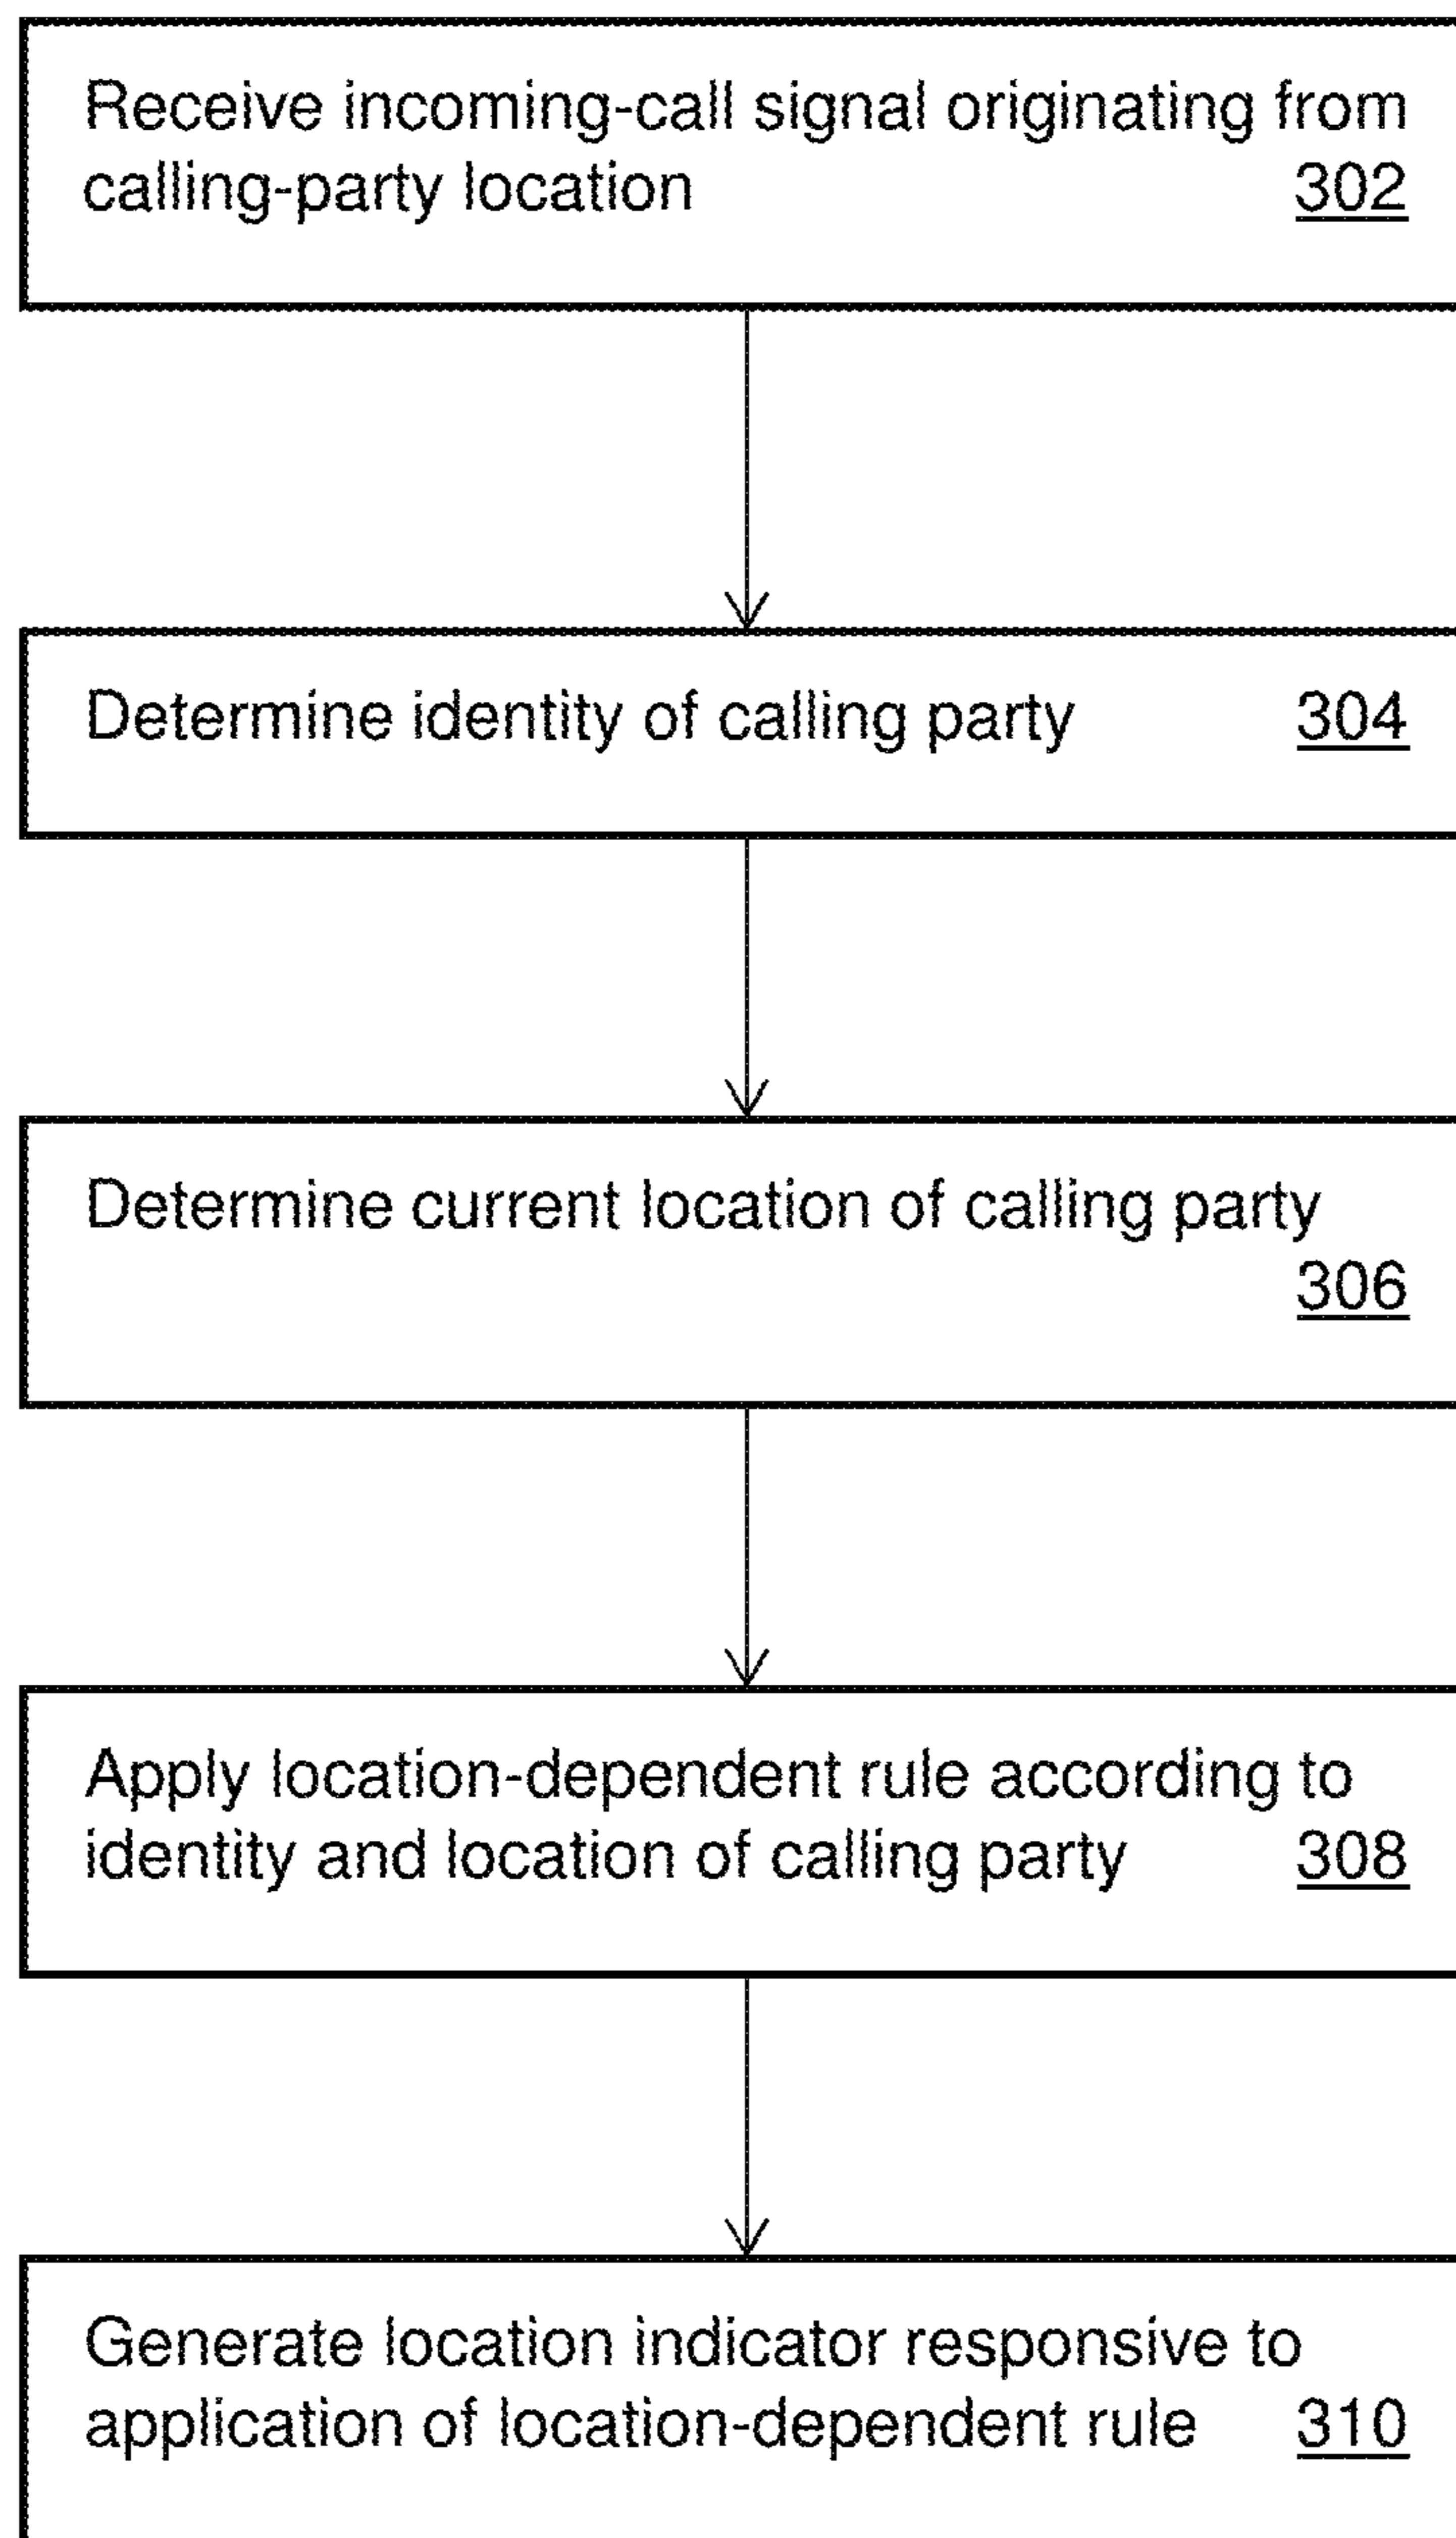 Receive incoming-call signal originating from
calling-party location 302
Determine identity of calling party 304
Determine current location of calling party
306
Apply location-dependent rule according to
identity and location of calling party 308
Generate location indicator responsive to
application of location-dependent rule 310